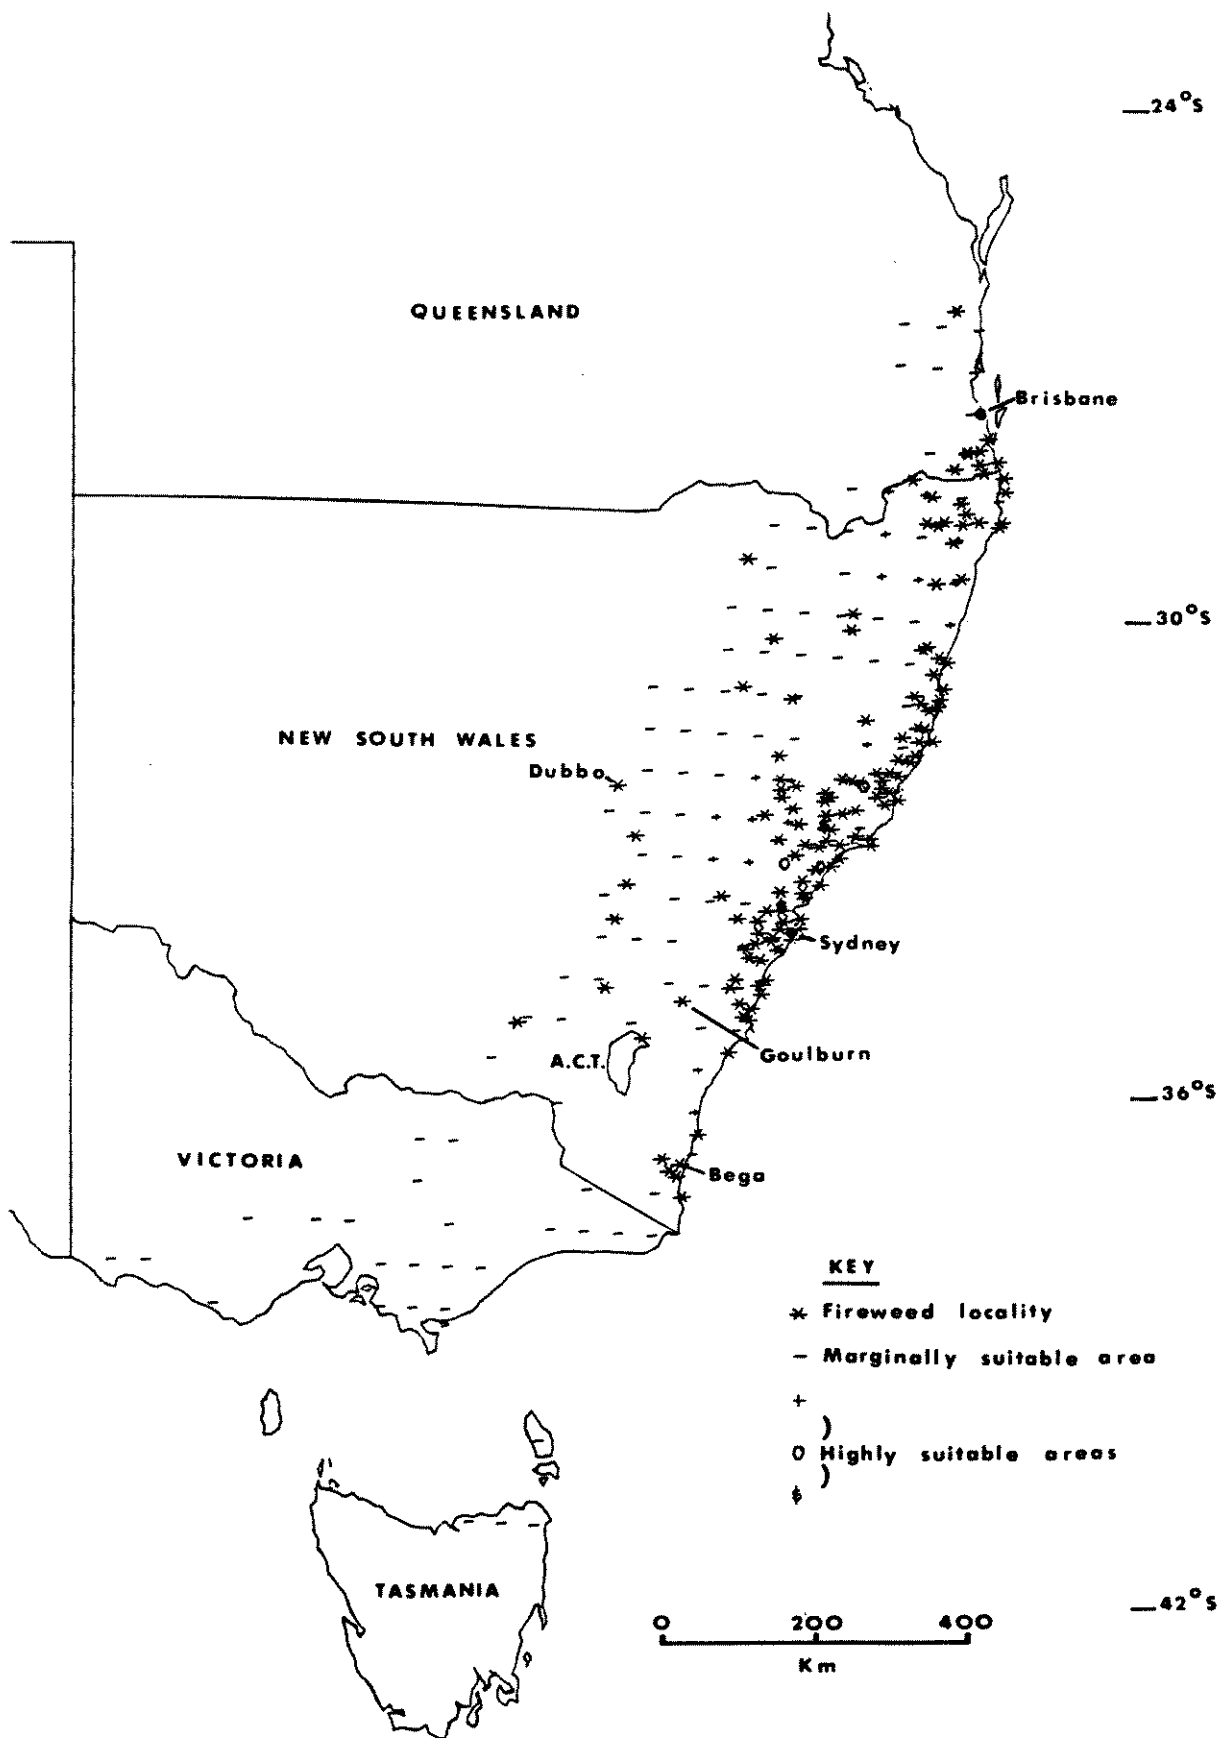 24°S
QUEENSLAND
Brisbane
30°S
NEW SOUTH WALES
Dubbo
Sydney
Goulburn
A.C.T.
36°S
VICTORIA
Bega
KEY
* Fireweed locality
- Marginally suitable area
+
)
O Highly suitable areas
)
$
TASMANIA
42°S
0 200 400
Km